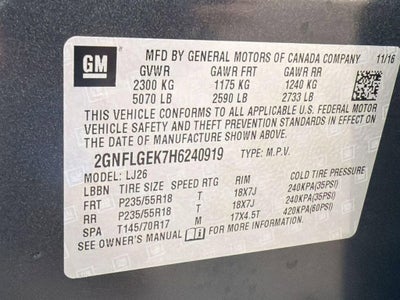 GM
MFD BY GENERAL MOTORS OF CANADA COMPANY 11/16
GVWR GAWR FRT GAWR RR
2300 KG 1175 KG 1240 KG
5070 LB 2590 LB 2733 LB
THIS VEHICLE CONFORMS TO ALL APPLICABLE U.S. FEDERAL MOTOR
VEHICLE SAFETY AND THEFT PREVENTION STANDARDS IN EFFECT ON
THE DATE OF MANUFACTURE SHOWN ABOVE.
2GNFLGEK7H6240919 TYPE: M.P.V.
MODEL: LJ26
LBBN TIRE SIZE SPEED RTG RIM COLD TIRE PRESSURE
FRT P235/55R18 T 18X7J 240KPA(35PSI)
RR P235/55R18 T 18X7J 240KPA(35PSI)
SPA T145/70R17 M 17X4.5T 420KPA(60PSI)
SEE OWNER'S MANUAL FOR ADDITIONAL INFORMATION.